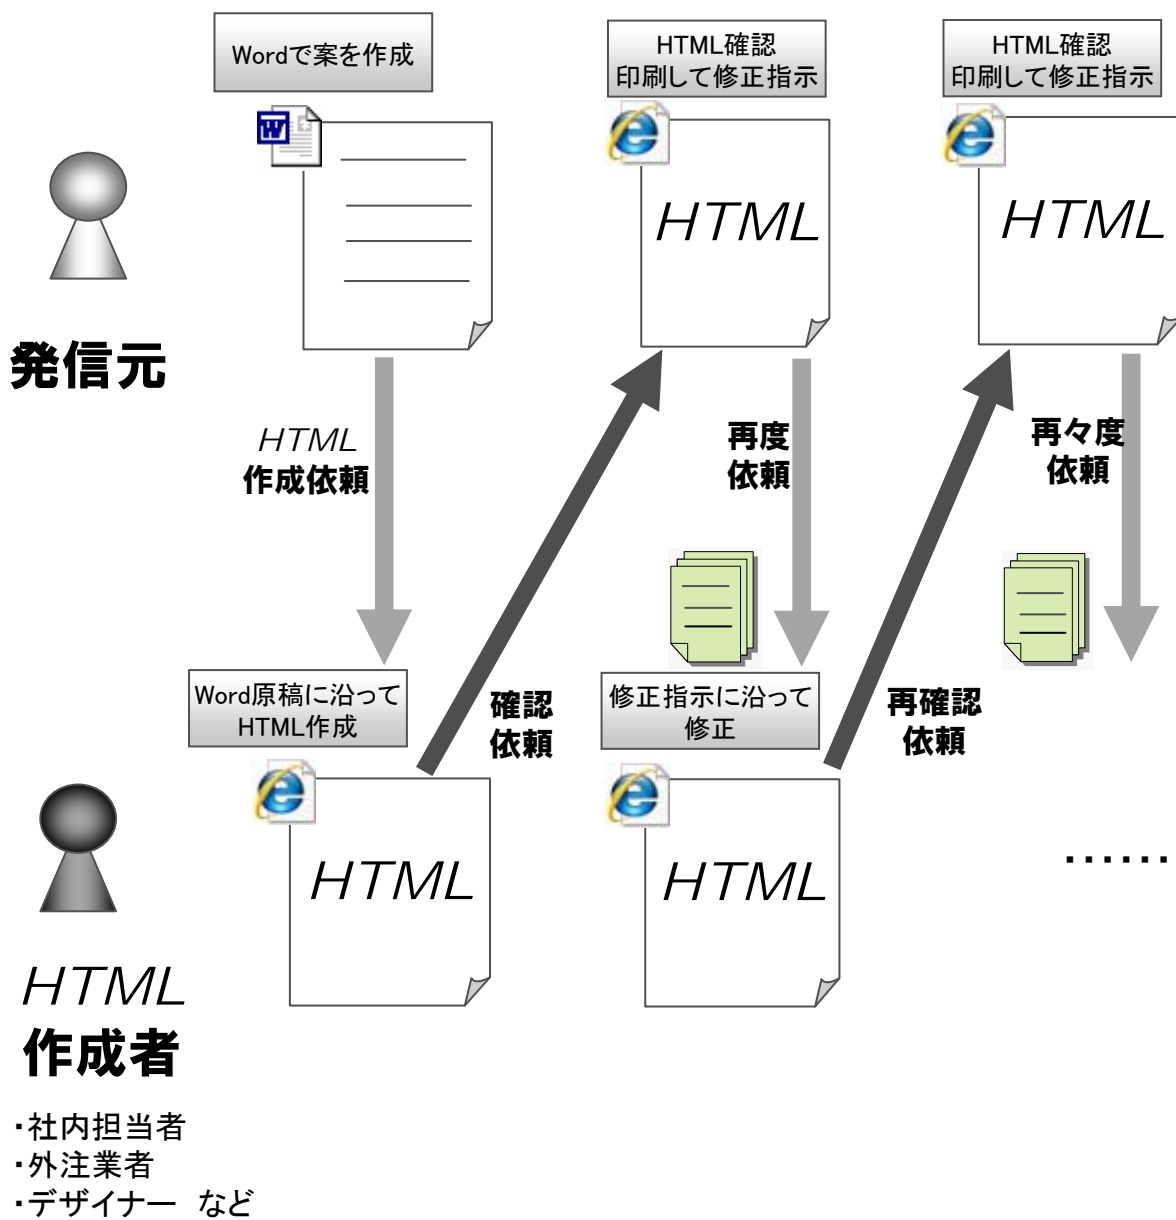 Wordで案を作成
HTML確認
印刷して修正指示
HTML確認
印刷して修正指示
W
HTML
HTML
発信元
HTML
作成依頼
再度
依頼
再々度
依頼
Word原稿に沿って
HTML作成
確認
依頼
修正指示に沿って
修正
再確認
依頼
HTML
HTML
……
HTML
作成者
・社内担当者
・外注業者
・デザイナー など